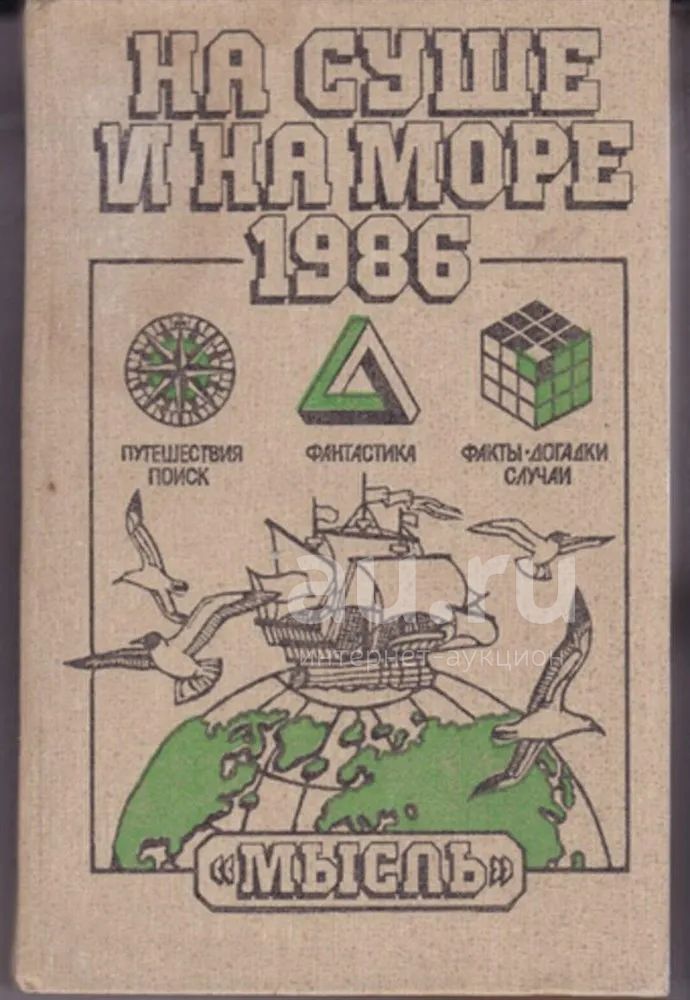 НА СУШЕ
И НА МОРЕ
1986
ПУТЕШЕСТВИЯ
ПОИСК
ФАНТАСТИКА
ФАКТЫ·ДОГАДКИ
СЛУЧАИ
au.ru
интернет-аукцион
«МЫСЛЬ»